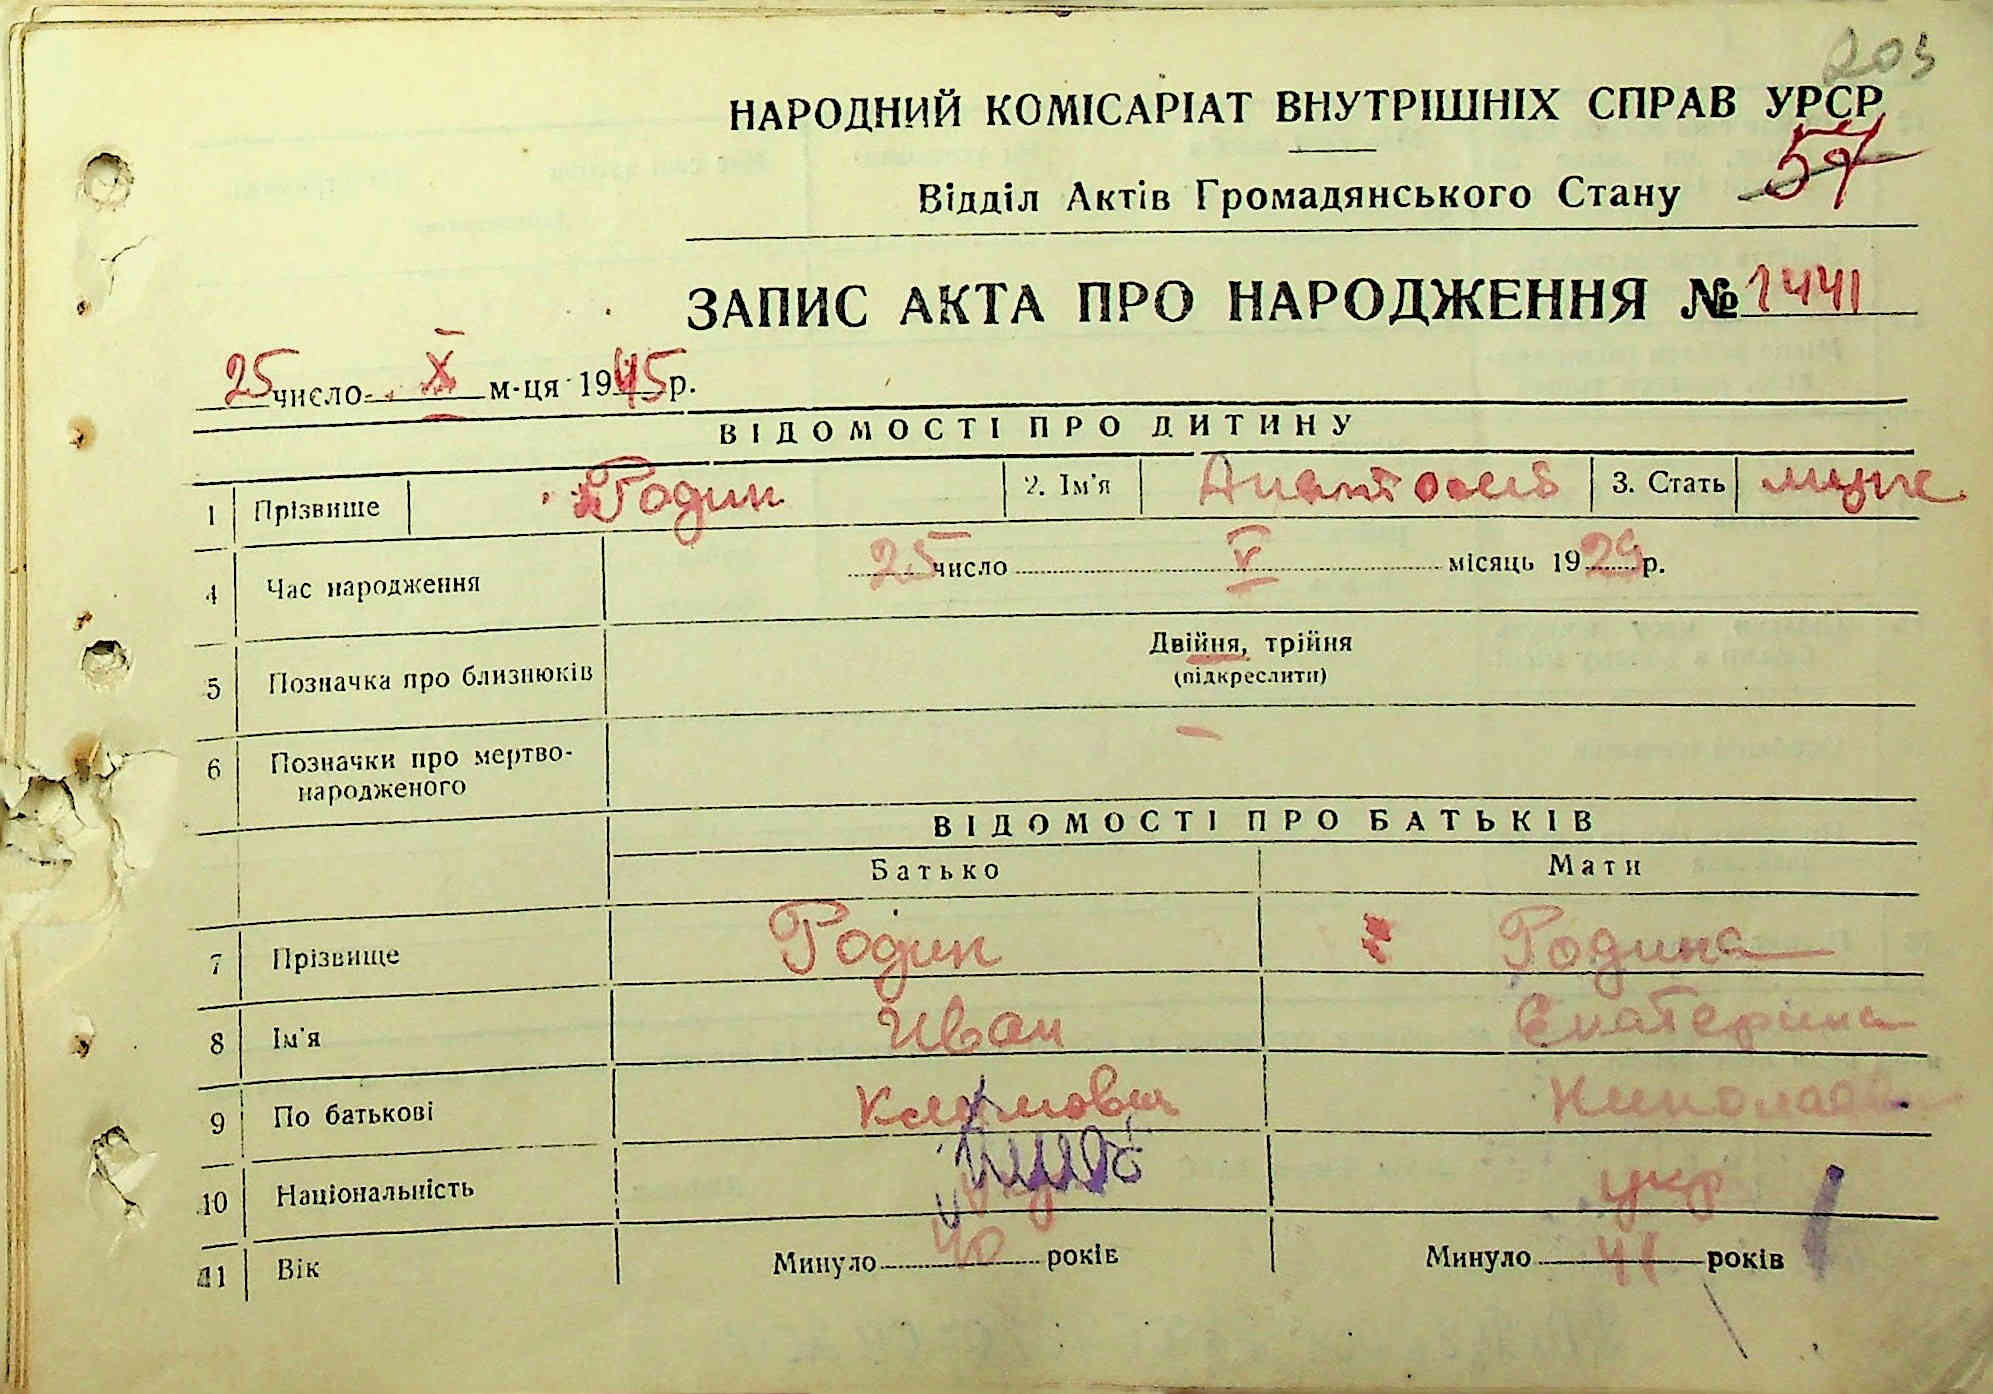 203
НАРОДНИЙ КОМІСАРІАТ ВНУТРІШНІХ СПРАВ УРСР
57
Відділ Актів Громадянського Стану
ЗАПИС АКТА ПРО НАРОДЖЕННЯ № 1441
25 число X м-ця 1945 р.
ВІДОМОСТІ ПРО ДИТИНУ
1 Прізвище Родин 2. Ім'я Анатолий 3. Стать муж
4 Час народження 25 число V місяць 1929 р.
5 Позначка про близнюків Двійня, трійня
(підкреслити)
6 Позначки про мертво-
народженого
ВІДОМОСТІ ПРО БАТЬКІВ
Батько Мати
7 Прізвище Родин Родина
8 Ім'я Иван Екатерина
9 По батькові
10 Національність укр
11 Вік Минуло 40 років Минуло 41 років